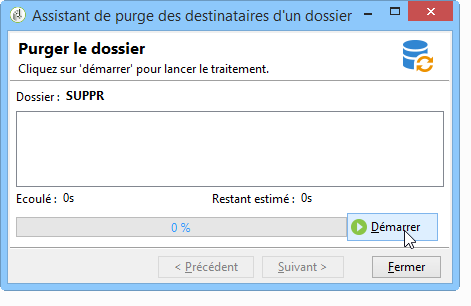 Assistant de purge des destinataires d'un dossier
Purger le dossier
Cliquez sur 'démarrer' pour lancer le traitement.
Dossier : SUPPR
Ecoulé : 0s Restant estimé : 0s
0 % Démarrer
< Précédent Suivant > Fermer